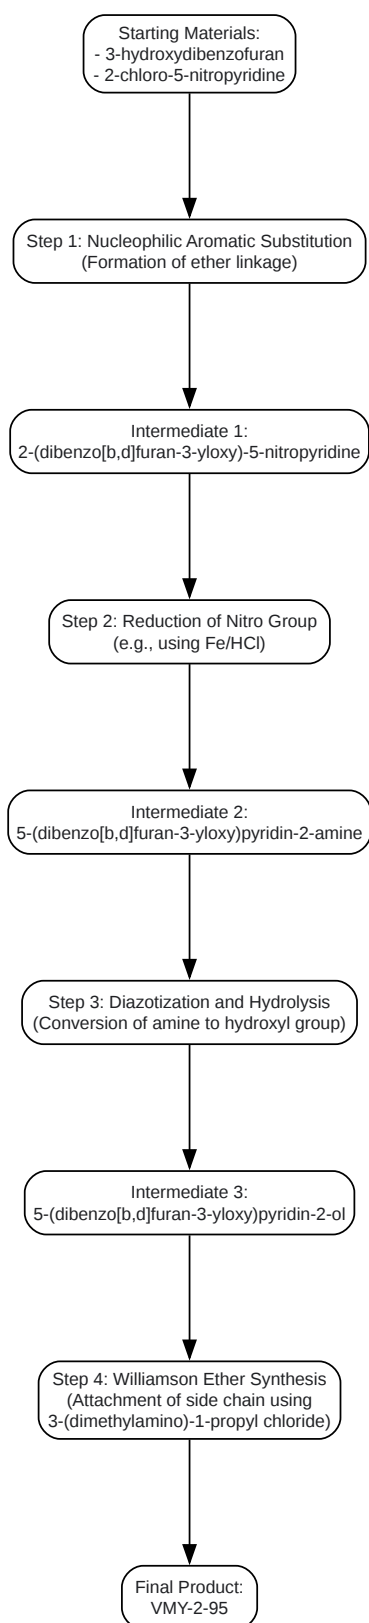 Starting Materials:
- 3-hydroxydibenzofuran
- 2-chloro-5-nitropyridine
Step 1: Nucleophilic Aromatic Substitution
(Formation of ether linkage)
Intermediate 1:
2-(dibenzo[b,d]furan-3-yloxy)-5-nitropyridine
Step 2: Reduction of Nitro Group
(e.g., using Fe/HCl)
Intermediate 2:
5-(dibenzo[b,d]furan-3-yloxy)pyridin-2-amine
Step 3: Diazotization and Hydrolysis
(Conversion of amine to hydroxyl group)
Intermediate 3:
5-(dibenzo[b,d]furan-3-yloxy)pyridin-2-ol
Step 4: Williamson Ether Synthesis
(Attachment of side chain using
3-(dimethylamino)-1-propyl chloride)
Final Product:
VMY-2-95